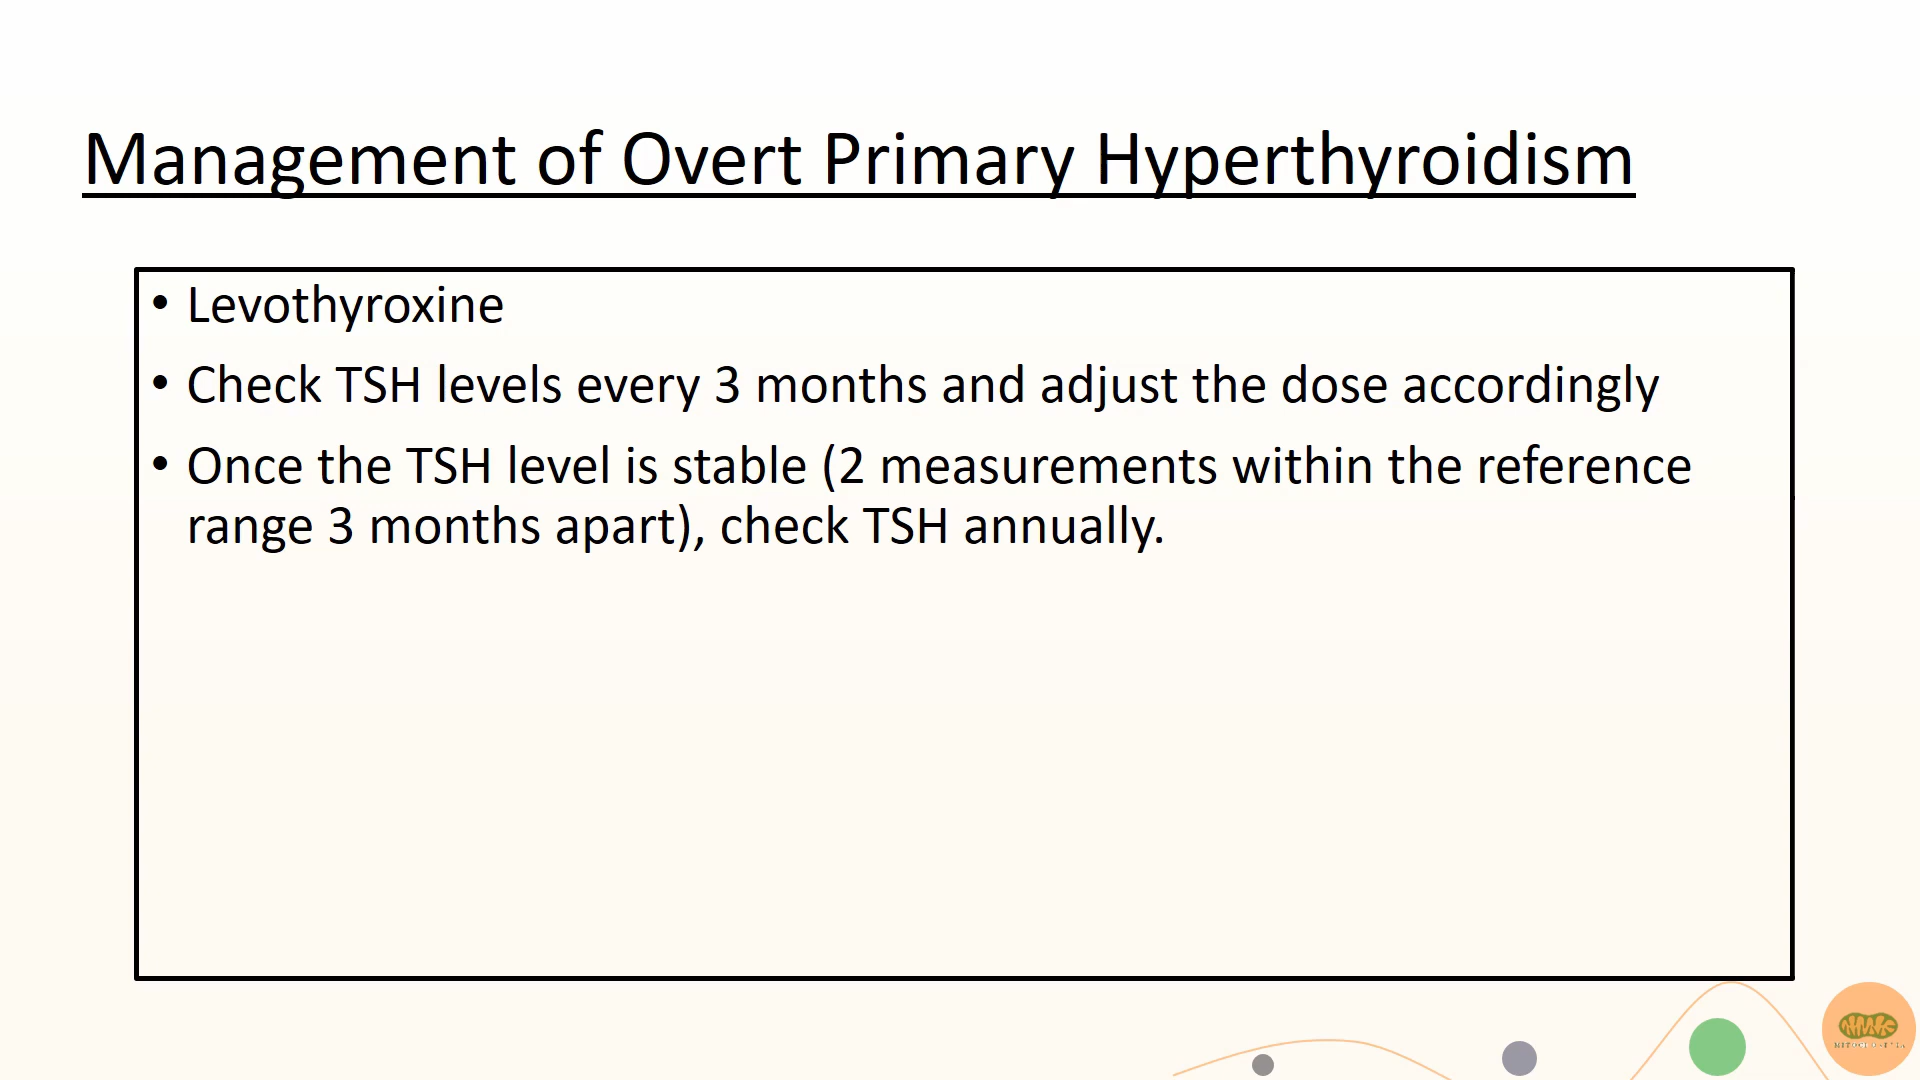 Management of Overt Primary Hyperthyroidism
• Levothyroxine
• Check TSH levels every 3 months and adjust the dose accordingly
• Once the TSH level is stable (2 measurements within the reference
range 3 months apart), check TSH annually.